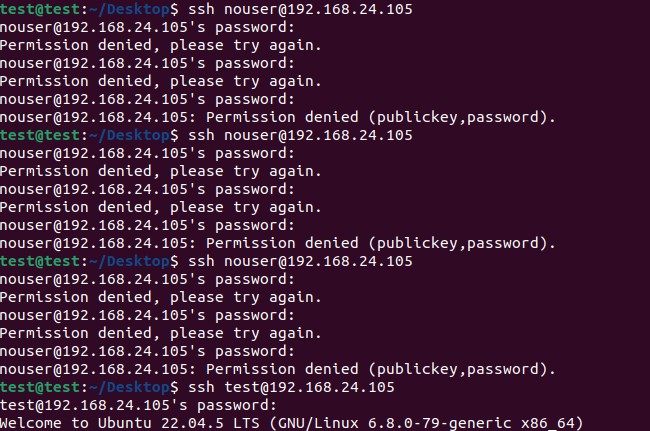 test@test:~/Desktop$ ssh nouser@192.168.24.105
nouser@192.168.24.105's password:
Permission denied, please try again.
nouser@192.168.24.105's password:
Permission denied, please try again.
nouser@192.168.24.105's password:
nouser@192.168.24.105: Permission denied (publickey,password).
test@test:~/Desktop$ ssh nouser@192.168.24.105
nouser@192.168.24.105's password:
Permission denied, please try again.
nouser@192.168.24.105's password:
Permission denied, please try again.
nouser@192.168.24.105's password:
nouser@192.168.24.105: Permission denied (publickey,password).
test@test:~/Desktop$ ssh nouser@192.168.24.105
nouser@192.168.24.105's password:
Permission denied, please try again.
nouser@192.168.24.105's password:
Permission denied, please try again.
nouser@192.168.24.105's password:
nouser@192.168.24.105: Permission denied (publickey,password).
test@test:~/Desktop$ ssh test@192.168.24.105
test@192.168.24.105's password:
Welcome to Ubuntu 22.04.5 LTS (GNU/Linux 6.8.0-79-generic x86_64)